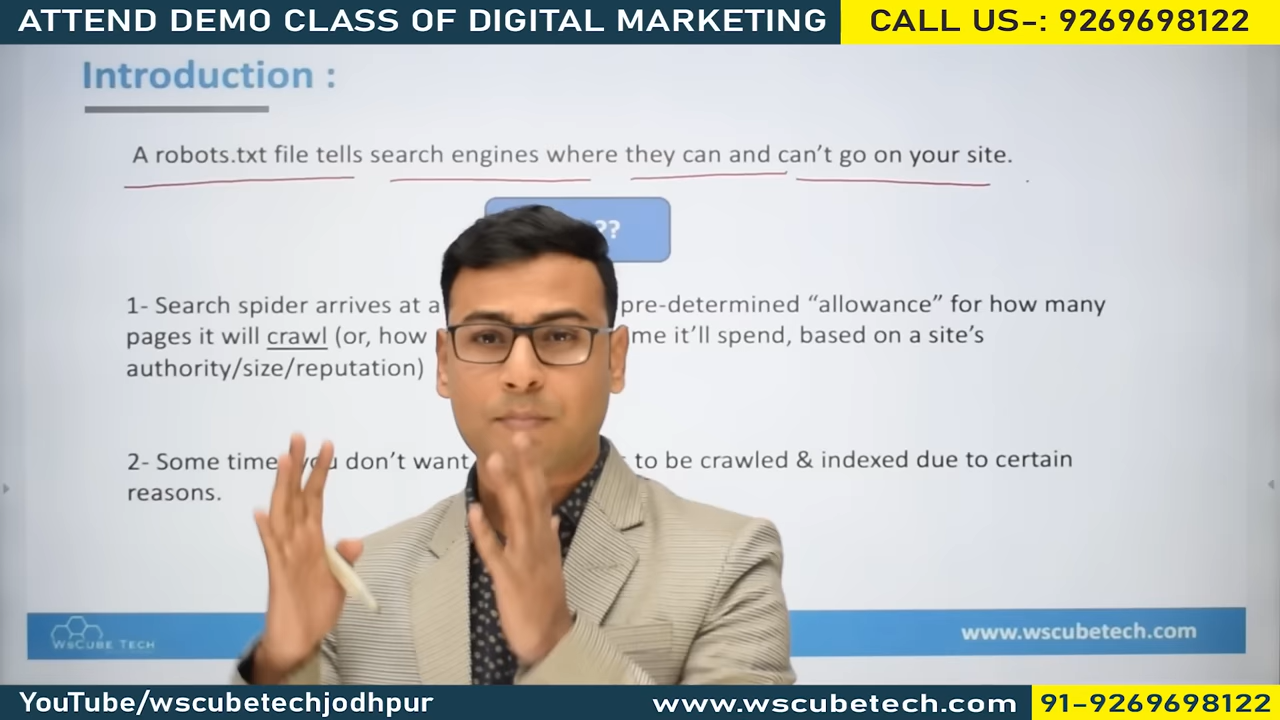 ATTEND DEMO CLASS OF DIGITAL MARKETING
CALL US-: 9269698122
Introduction :
A robots.txt file tells search engines where they can and can't go on your site.
??
1- Search spider arrives at a pre-determined “allowance” for how many
pages it will crawl (or, how me it'll spend, based on a site's
authority/size/reputation)
2- Some time you don't want to be crawled & indexed due to certain
reasons.
WsCube Tech
www.wscubetech.com
YouTube/wscubetechjodhpur
www.wscubetech.com
91-9269698122